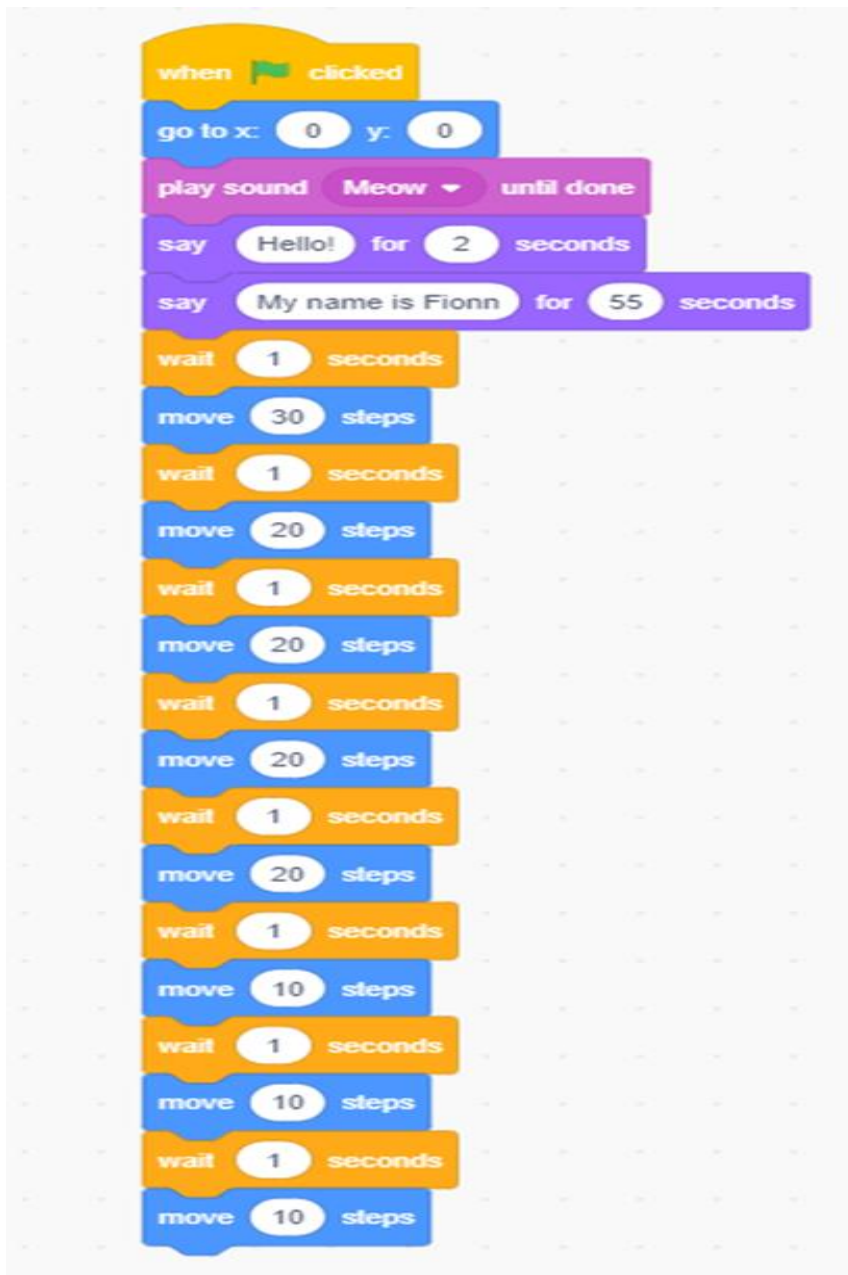 when clicked
go to x: 0 y: 0
play sound Meow until done
say Hello! for 2 seconds
say My name is Fionn for 55 seconds
wait 1 seconds
move 30 steps
wait 1 seconds
move 20 steps
wait 1 seconds
move 20 steps
wait 1 seconds
move 20 steps
wait 1 seconds
move 20 steps
wait 1 seconds
move 10 steps
wait 1 seconds
move 10 steps
wait 1 seconds
move 10 steps